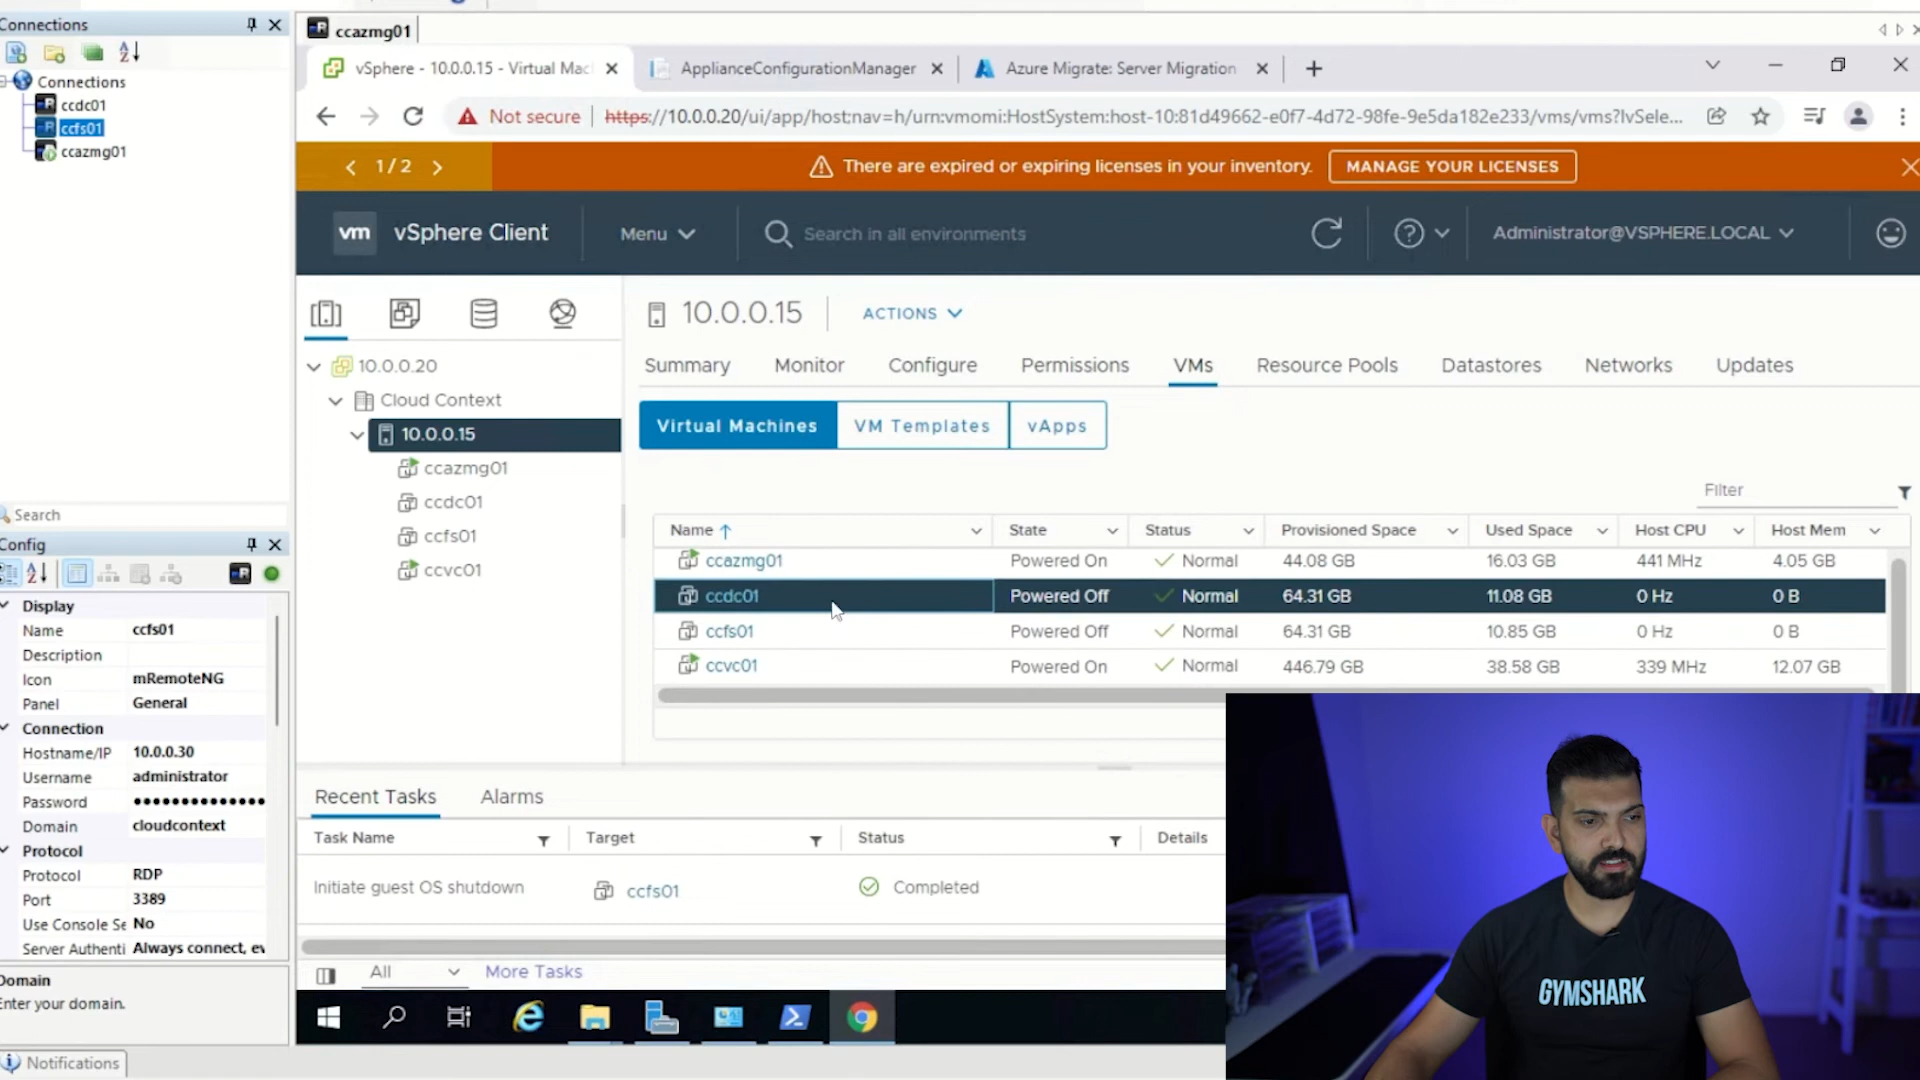 Connections
ccazmg01
vSphere - 10.0.0.15 - Virtual Mac
ApplianceConfigurationManager
Azure Migrate: Server Migration
Connections
ccdc01
ccfs01
ccazmg01
Not secure
https://10.0.0.20/ui/app/host;nav=h/urn:vmomi:HostSystem:host-10:81d49662-e0f7-4d72-98fe-9e5da182e233/vms/vms?lvSele...
1 / 2
There are expired or expiring licenses in your inventory.
MANAGE YOUR LICENSES
vm
vSphere Client
Menu
Search in all environments
Administrator@VSPHERE.LOCAL
10.0.0.15
ACTIONS
Summary
Monitor
Configure
Permissions
VMs
Resource Pools
Datastores
Networks
Updates
10.0.0.20
Cloud Context
10.0.0.15
ccazmg01
ccdc01
ccfs01
ccvc01
Virtual Machines
VM Templates
vApps
Filter
Name State Status Provisioned Space Used Space Host CPU Host Mem
ccazmg01 Powered On Normal 44.08 GB 16.03 GB 441 MHz 4.05 GB
ccdc01 Powered Off Normal 64.31 GB 11.08 GB 0 Hz 0 B
ccfs01 Powered Off Normal 64.31 GB 10.85 GB 0 Hz 0 B
ccvc01 Powered On Normal 446.79 GB 38.58 GB 339 MHz 12.07 GB
Search
Config
Display
Name ccfs01
Description
Icon mRemoteNG
Panel General
Connection
Hostname/IP 10.0.0.30
Username administrator
Password ••••••••••••••
Domain cloudcontext
Protocol
Protocol RDP
Port 3389
Use Console Se No
Server Authenti Always connect, ev
Domain
Enter your domain.
Notifications
Recent Tasks
Alarms
Task Name Target Status Details
Initiate guest OS shutdown ccfs01 Completed
All
More Tasks
GYMSHARK